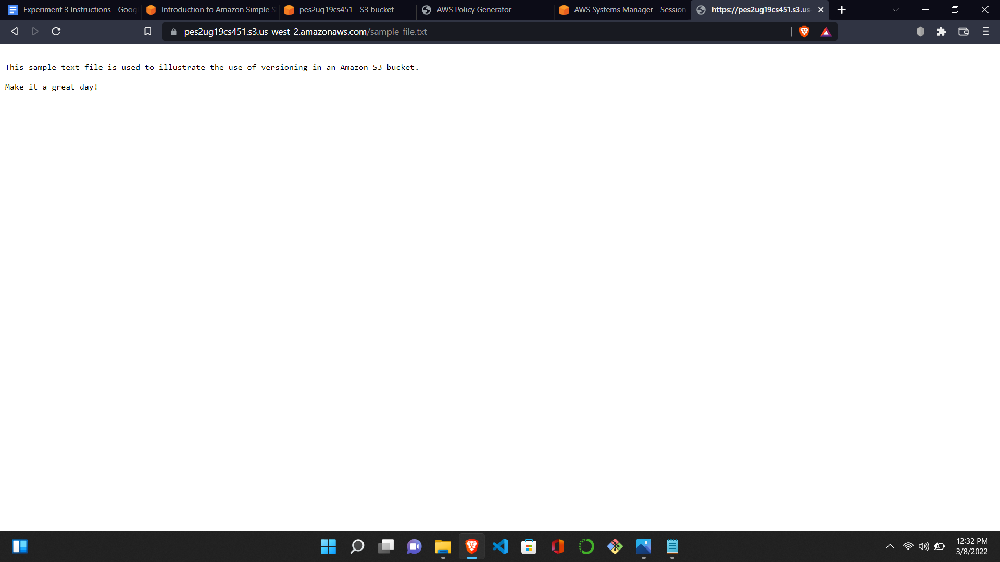 Experiment 3 Instructions - Goog
Introduction to Amazon Simple S
pes2ug19cs451 - S3 bucket
AWS Policy Generator
AWS Systems Manager - Session
https://pes2ug19cs451.s3.us-
pes2ug19cs451.s3.us-west-2.amazonaws.com/sample-file.txt
This sample text file is used to illustrate the use of versioning in an Amazon S3 bucket.
Make it a great day!
12:32 PM
3/8/2022